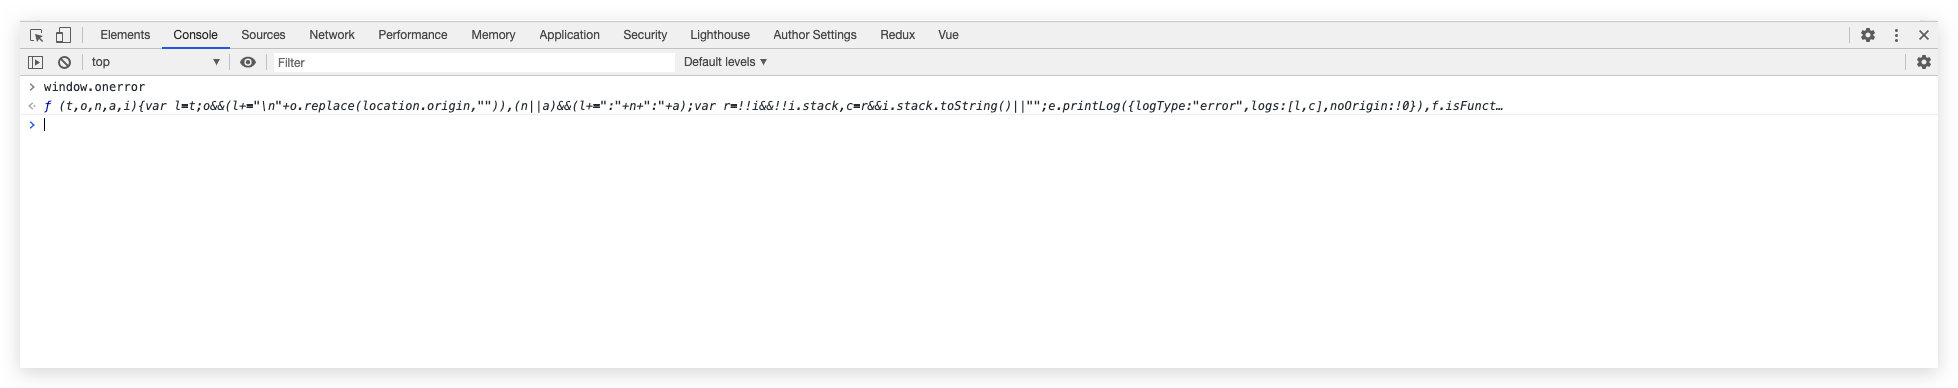 Elements Console Sources Network Performance Memory Application Security Lighthouse Author Settings Redux Vue
top Filter Default levels
window.onerror
ƒ (t,o,n,a,i){var l=t;o&&(l+="\n"+o.replace(location.origin,"")),(n||a)&&(l+=":"+n+":"+a);var r=!!i&&!!i.stack,c=r&&i.stack.toString()||"";e.printLog({logType:"error",logs:[l,c],noOrigin:!0}),f.isFunct…